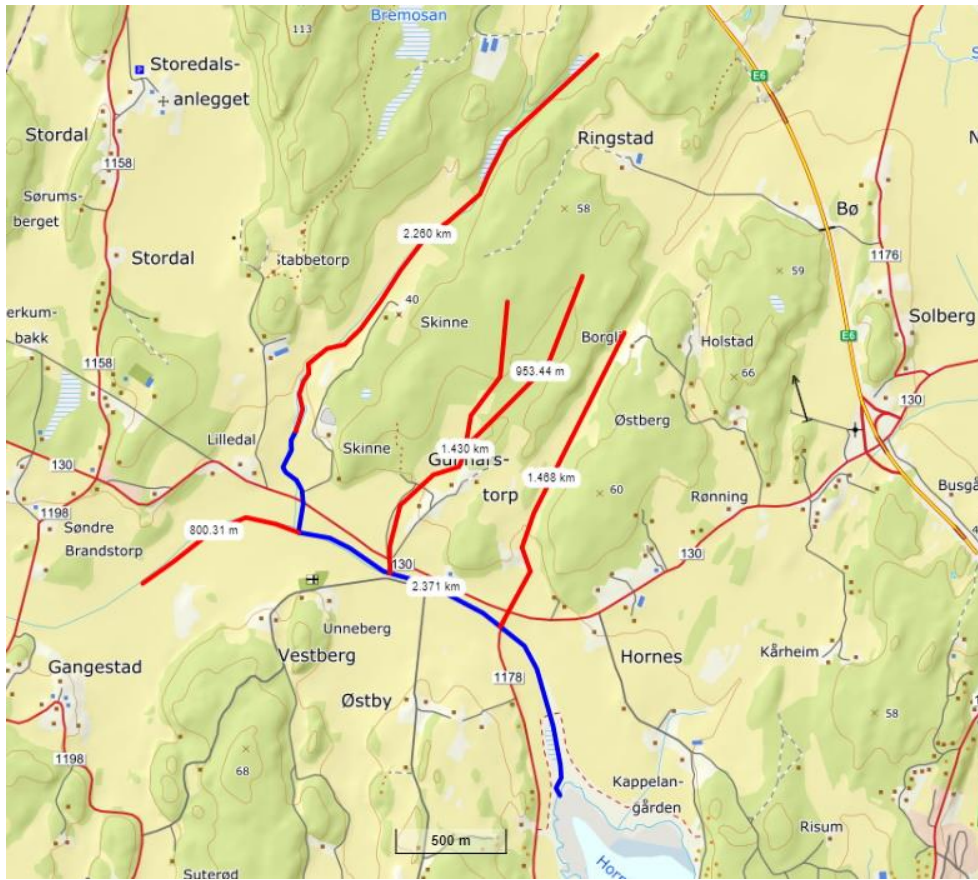 Bremosan
113
Storedals-
anlegget
E6
Stordal
1158
Ringstad
N
Sørums-
berget
58
Bø
Stordal
2.260 km
Stabbetorp
1176
59
40
erkum-
bakk
Skinne
Solberg
Borgli
Holstad
E6
1158
953.44 m
66
130
Østberg
Lilledal
Skinne
1.430 km
Gunnars-
torp
130
1.468 km
60
Rønning
Busgå
1198
Søndre
Brandstorp
800.31 m
130
130
2.371 km
Unneberg
Vestberg
Hornes
Kårheim
Gangestad
1178
Østby
58
1198
68
Kappelan-
gården
500 m
Risum
Suterød
Horn